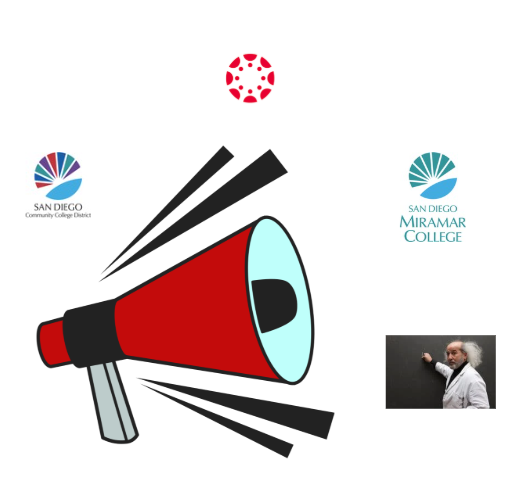 SAN DIEGO
Community College District
SAN DIEGO
MIRAMAR
COLLEGE